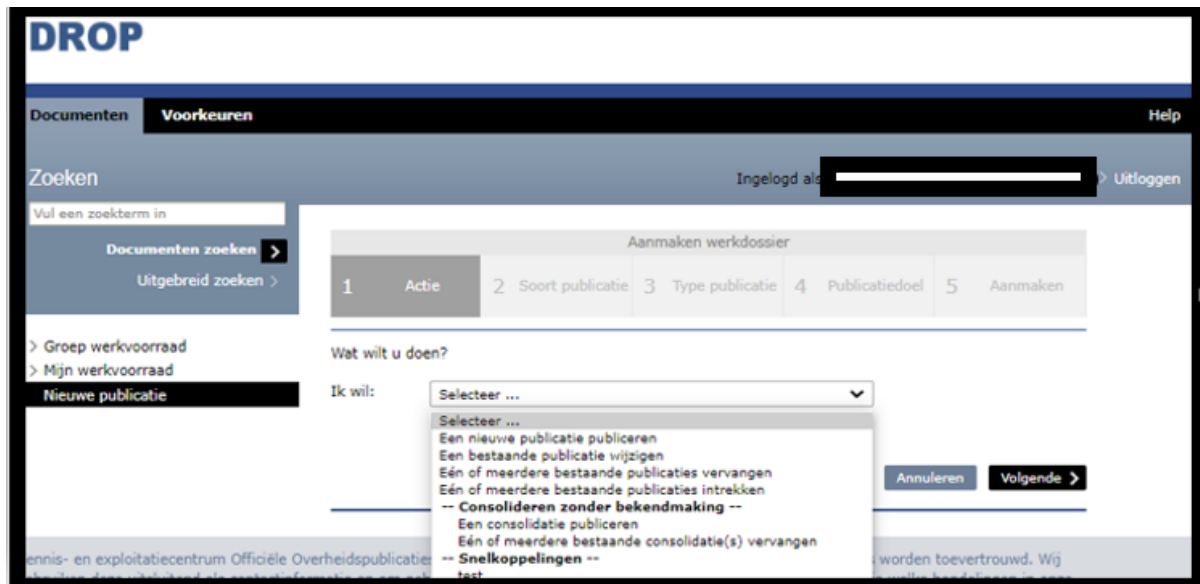 DROP
Documenten Voorkeuren Help
Zoeken
Ingelogd als Uitloggen
Vul een zoekterm in
Documenten zoeken
Uitgebreid zoeken
Aanmaken werkdossier
1 Actie 2 Soort publicatie 3 Type publicatie 4 Publicatiedoel 5 Aanmaken
Groep werkvoorraad
Mijn werkvoorraad
Nieuwe publicatie
Wat wilt u doen?
Ik wil: Selecteer ...
Selecteer ...
Een nieuwe publicatie publiceren
Een bestaande publicatie wijzigen
Eén of meerdere bestaande publicaties vervangen
Eén of meerdere bestaande publicaties intrekken
-- Consolideren zonder bekendmaking --
Een consolidatie publiceren
Eén of meerdere bestaande consolidatie(s) vervangen
-- Snelkoppelingen --
test
Annuleren Volgende
ennis- en exploitatiecentrum Officiële Overheidspublicaties worden toevertrouwd. Wij